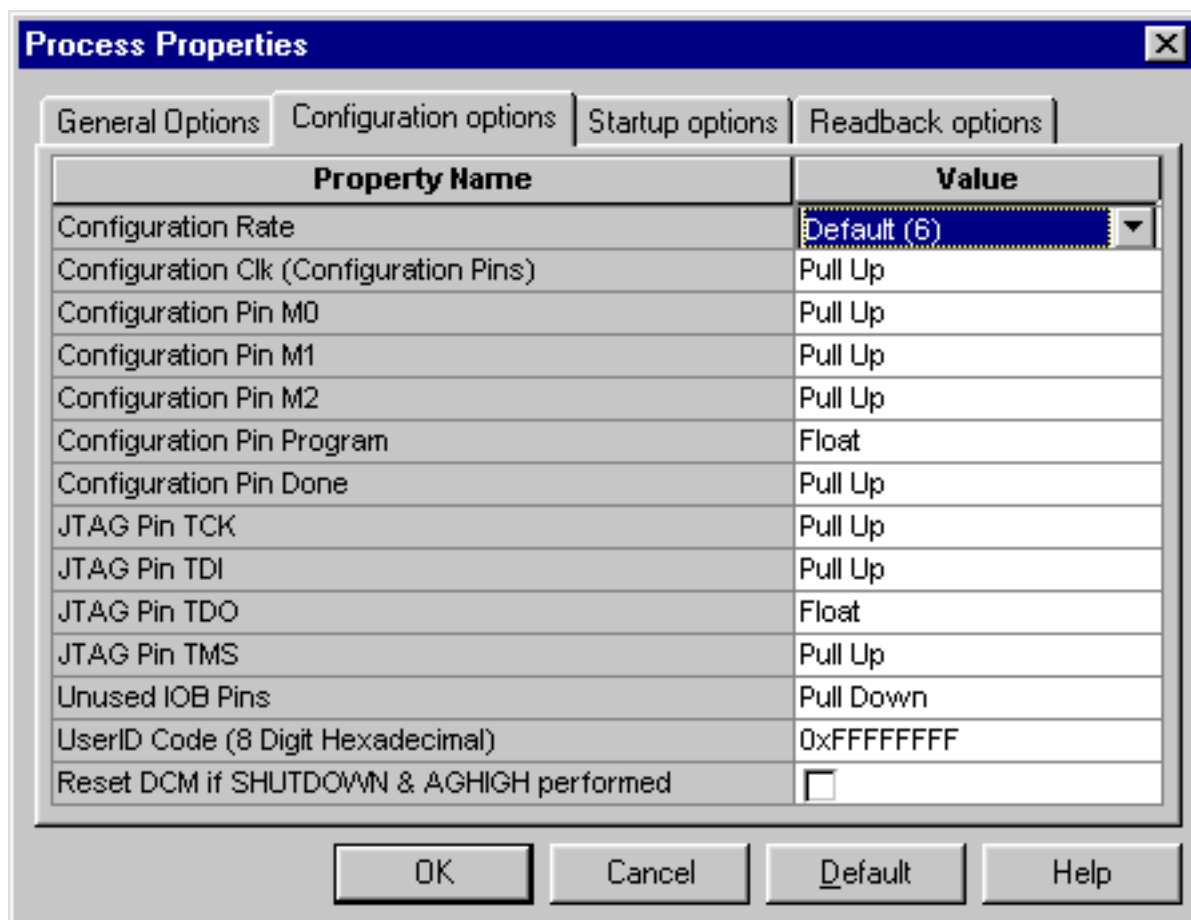 Process Properties
General Options Configuration options Startup options Readback options
Property Name Value
Configuration Rate Default (6)
Configuration Clk (Configuration Pins) Pull Up
Configuration Pin M0 Pull Up
Configuration Pin M1 Pull Up
Configuration Pin M2 Pull Up
Configuration Pin Program Float
Configuration Pin Done Pull Up
JTAG Pin TCK Pull Up
JTAG Pin TDI Pull Up
JTAG Pin TDO Float
JTAG Pin TMS Pull Up
Unused IOB Pins Pull Down
UserID Code (8 Digit Hexadecimal) 0xFFFFFFFF
Reset DCM if SHUTDOWN & AGHIGH performed
OK Cancel Default Help